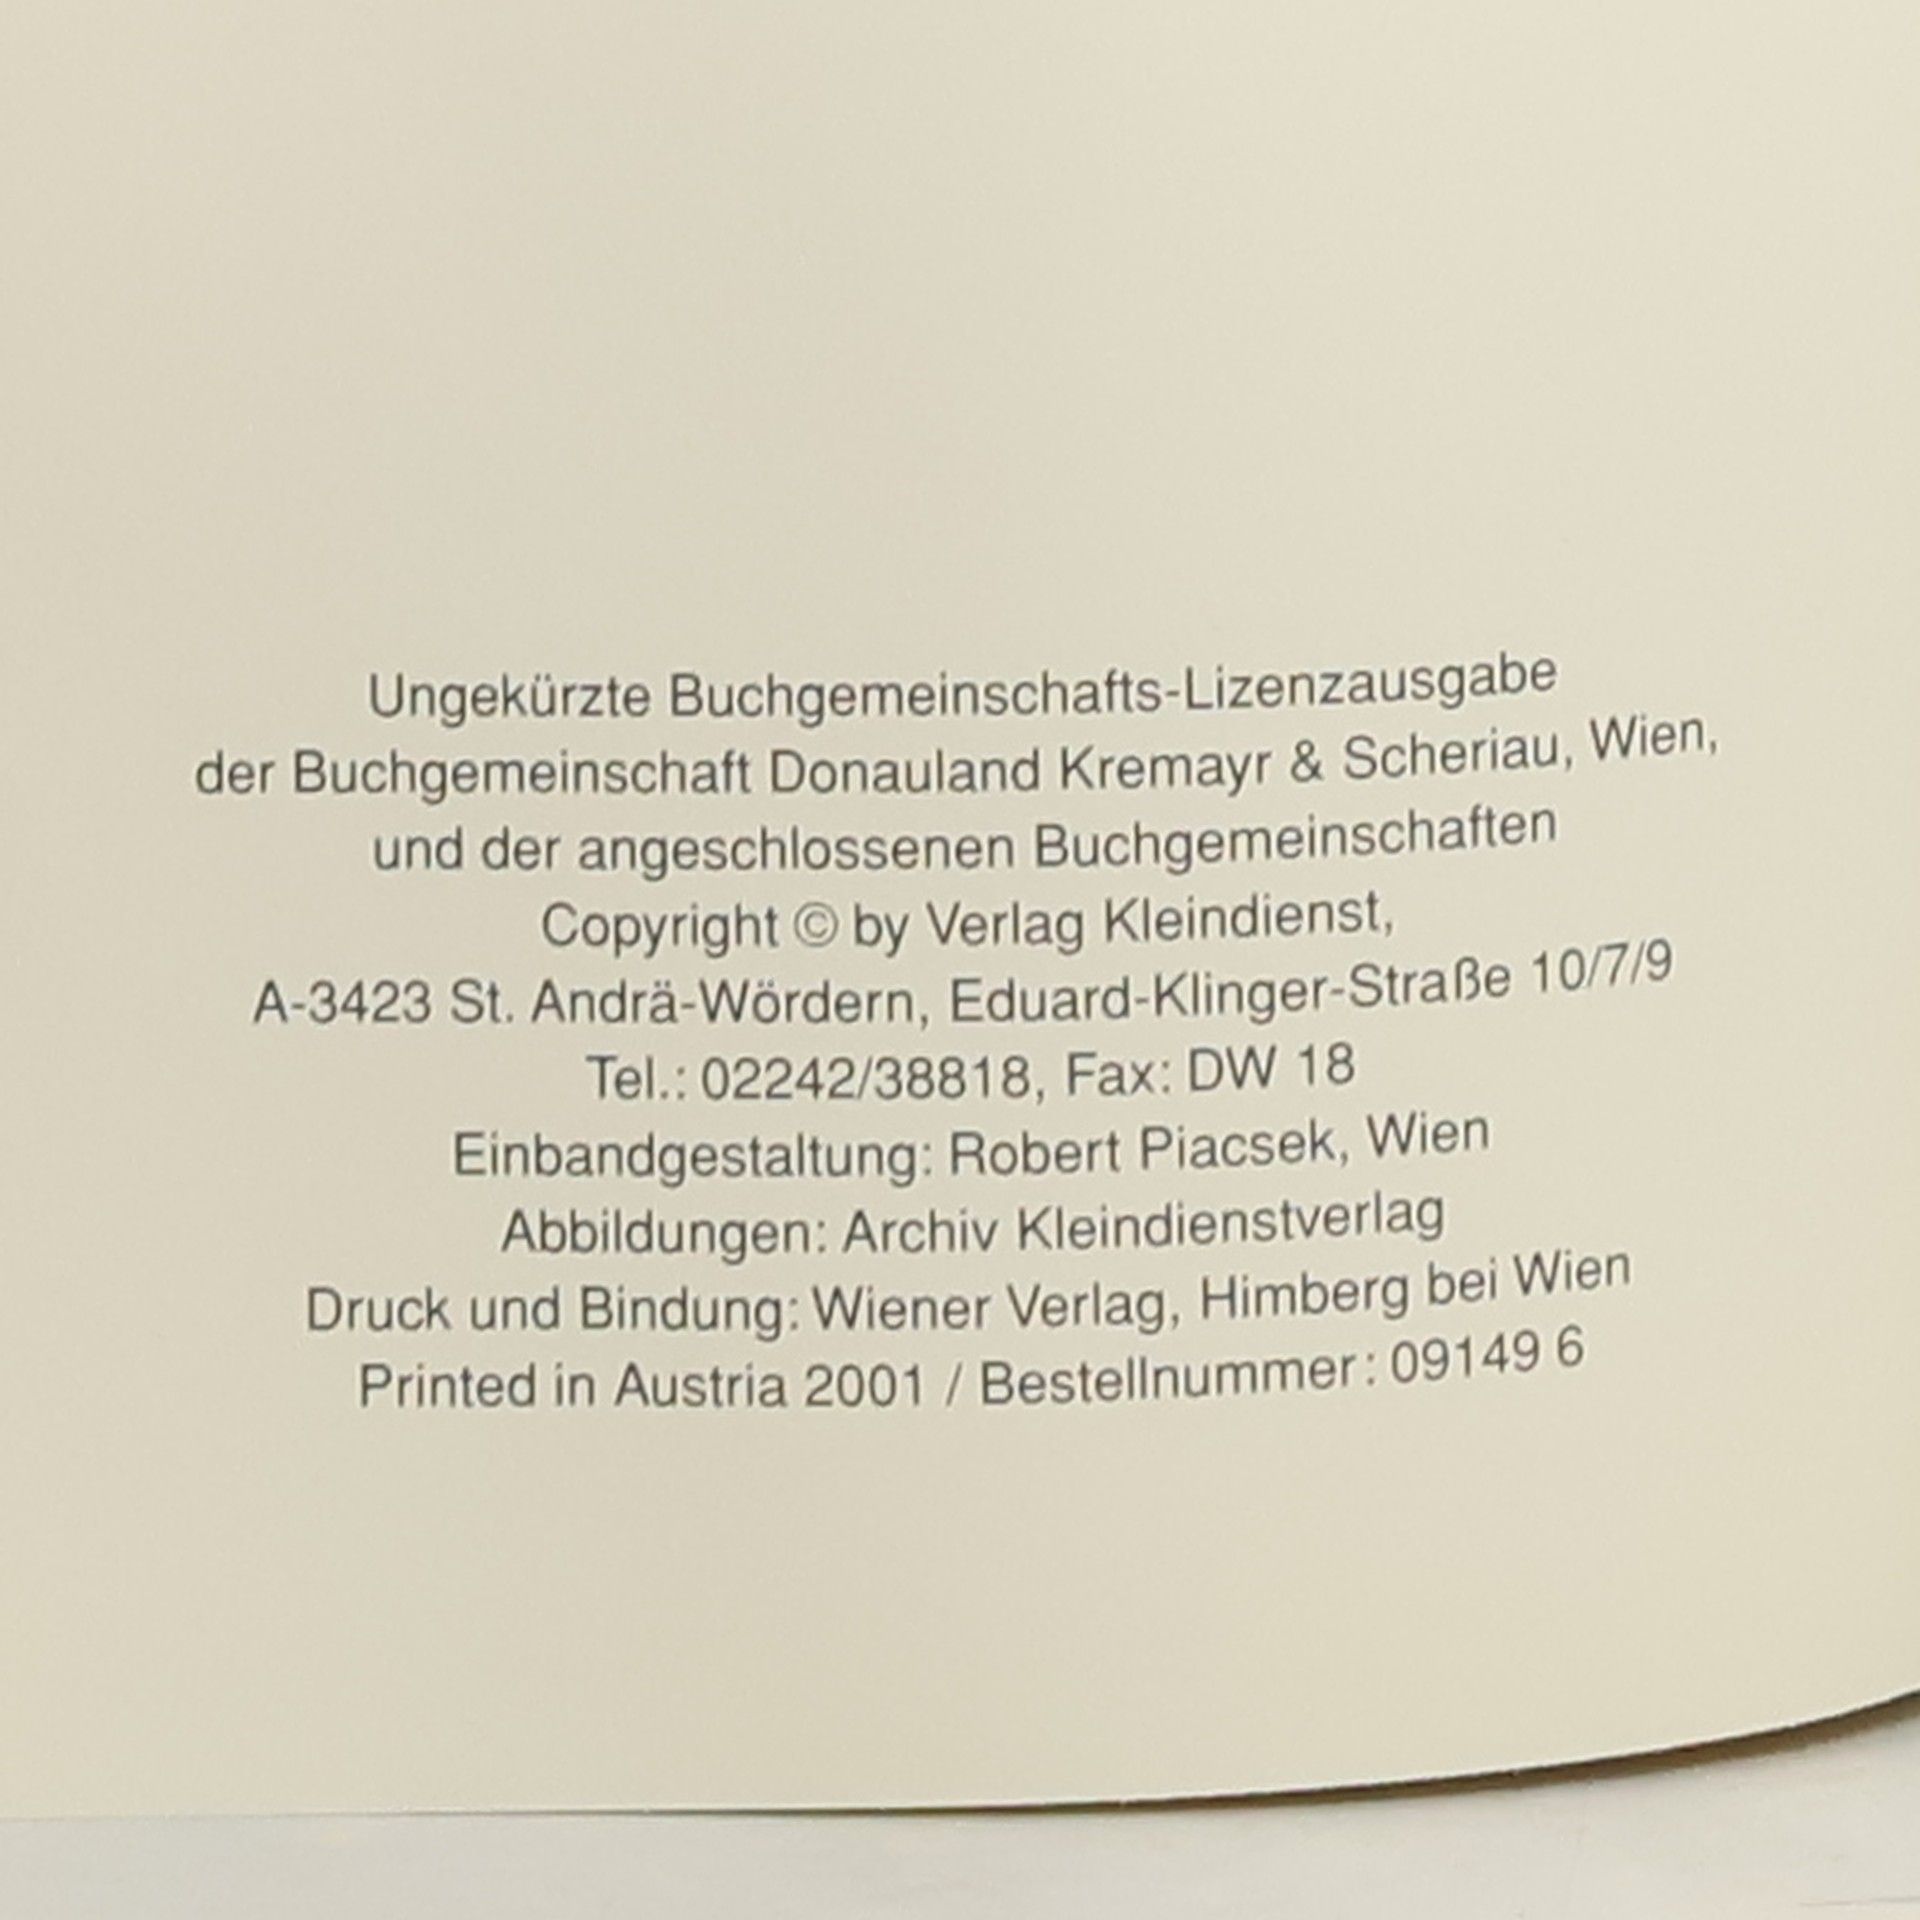 Ungekürzte Buchgemeinschafts-Lizenzausgabe
der Buchgemeinschaft Donauland Kremayr & Scheriau, Wien,
und der angeschlossenen Buchgemeinschaften
Copyright © by Verlag Kleindienst,
A-3423 St. Andrä-Wördern, Eduard-Klinger-Straße 10/7/9
Tel.: 02242/38818, Fax: DW 18
Einbandgestaltung: Robert Piacsek, Wien
Abbildungen: Archiv Kleindienstverlag
Druck und Bindung: Wiener Verlag, Himberg bei Wien
Printed in Austria 2001 / Bestellnummer: 09149 6